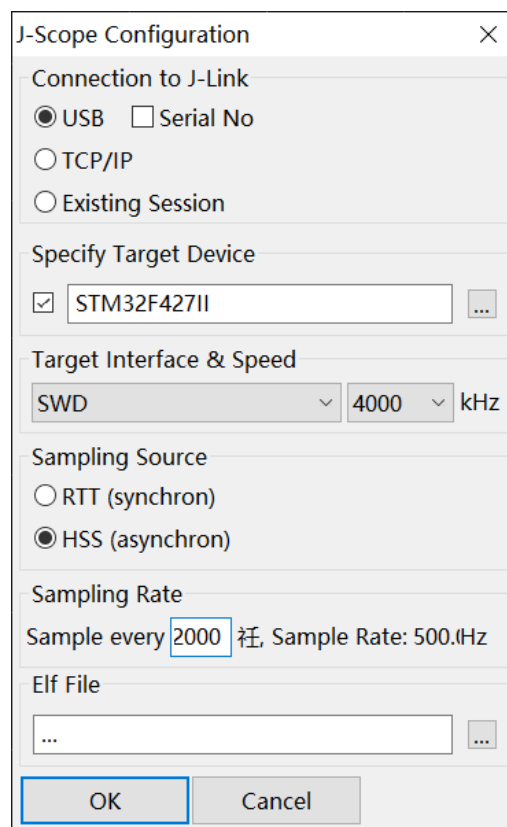 J-Scope Configuration
Connection to J-Link
USB Serial No
TCP/IP
Existing Session
Specify Target Device
STM32F427II
...
Target Interface & Speed
SWD 4000 kHz
Sampling Source
RTT (synchron)
HSS (asynchron)
Sampling Rate
Sample every 2000 祍, Sample Rate: 500.0Hz
Elf File
...
...
OK Cancel